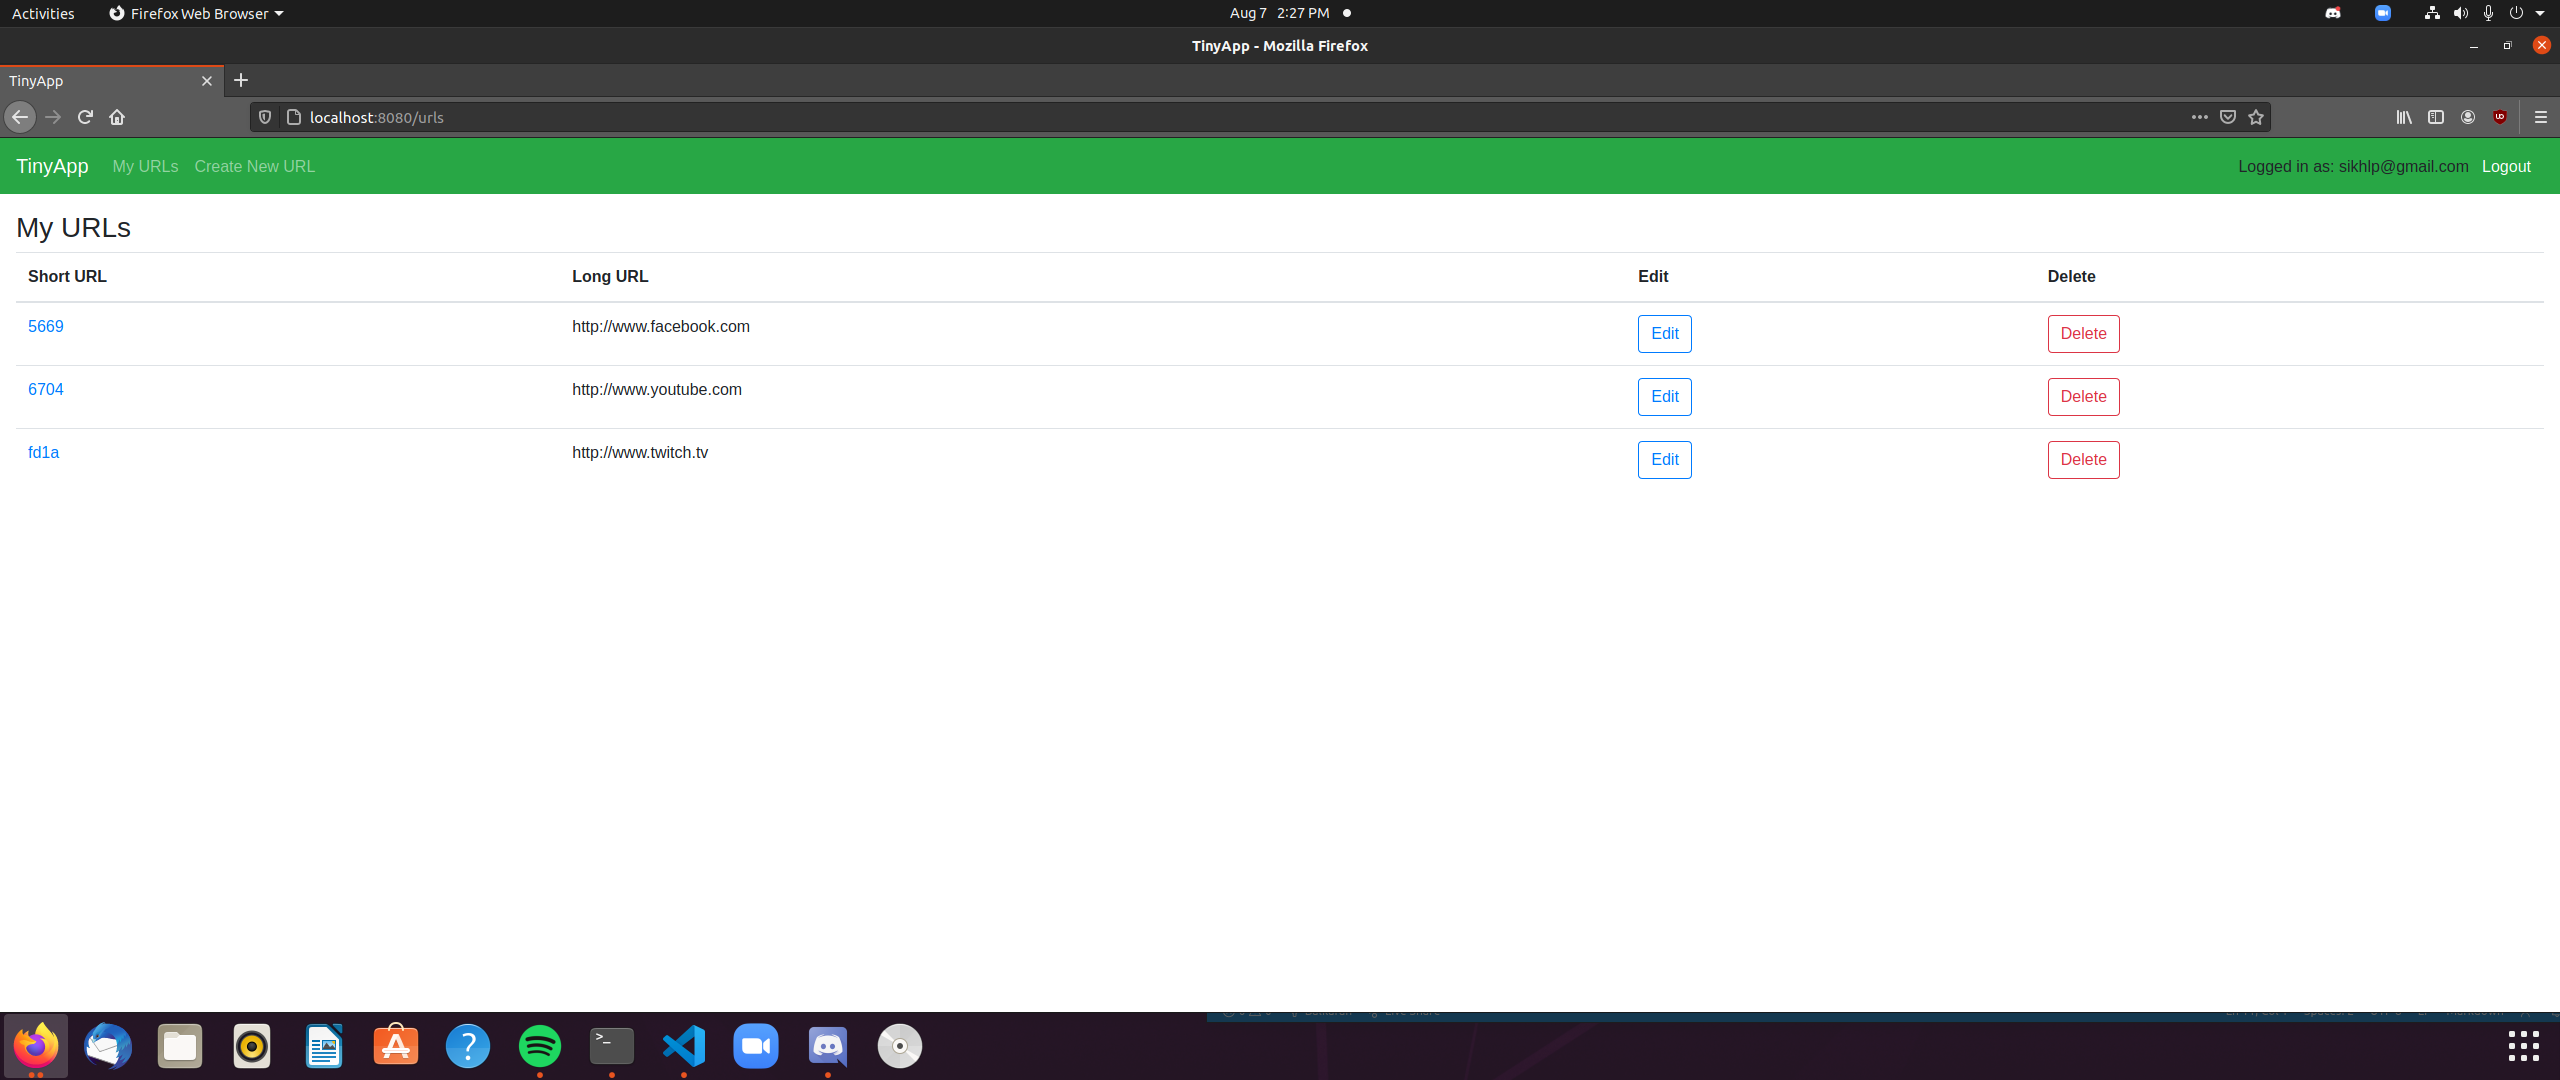 Activities Firefox Web Browser Aug 7 2:27 PM
TinyApp - Mozilla Firefox
TinyApp
localhost:8080/urls
TinyApp My URLs Create New URL Logged in as: sikhlp@gmail.com Logout
My URLs
Short URL Long URL Edit Delete
5669 http://www.facebook.com Edit Delete
6704 http://www.youtube.com Edit Delete
fd1a http://www.twitch.tv Edit Delete